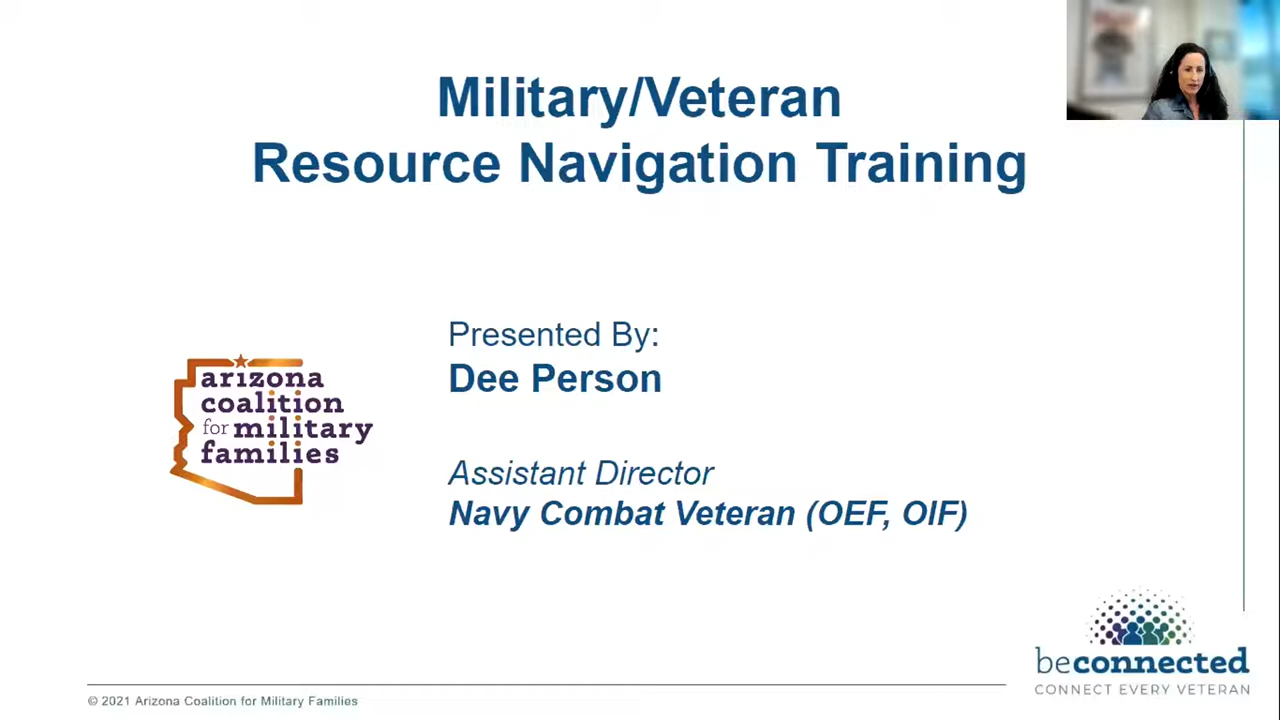 Military/Veteran
Resource Navigation Training
Presented By:
Dee Person
arizona
coalition
for military
families
Assistant Director
Navy Combat Veteran (OEF, OIF)
beconnected
CONNECT EVERY VETERAN
© 2021 Arizona Coalition for Military Families